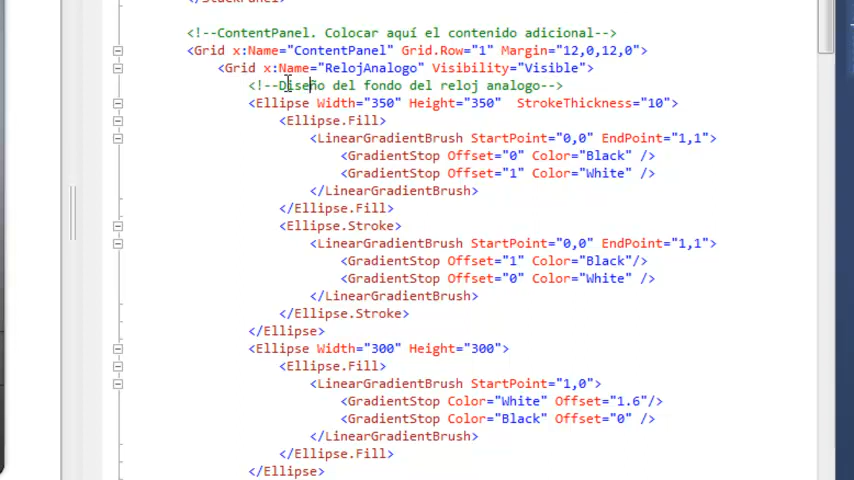 </StackPanel>
<!--ContentPanel. Colocar aquí el contenido adicional-->
<Grid x:Name="ContentPanel" Grid.Row="1" Margin="12,0,12,0">
<Grid x:Name="RelojAnalogo" Visibility="Visible">
<!--Diseño del fondo del reloj analogo-->
<Ellipse Width="350" Height="350"  StrokeThickness="10">
<Ellipse.Fill>
<LinearGradientBrush StartPoint="0,0" EndPoint="1,1">
<GradientStop Offset="0" Color="Black" />
<GradientStop Offset="1" Color="White" />
</LinearGradientBrush>
</Ellipse.Fill>
<Ellipse.Stroke>
<LinearGradientBrush StartPoint="0,0" EndPoint="1,1">
<GradientStop Offset="1" Color="Black"/>
<GradientStop Offset="0" Color="White" />
</LinearGradientBrush>
</Ellipse.Stroke>
</Ellipse>
<Ellipse Width="300" Height="300">
<Ellipse.Fill>
<LinearGradientBrush StartPoint="1,0">
<GradientStop Color="White" Offset="1.6"/>
<GradientStop Color="Black" Offset="0" />
</LinearGradientBrush>
</Ellipse.Fill>
</Ellipse>